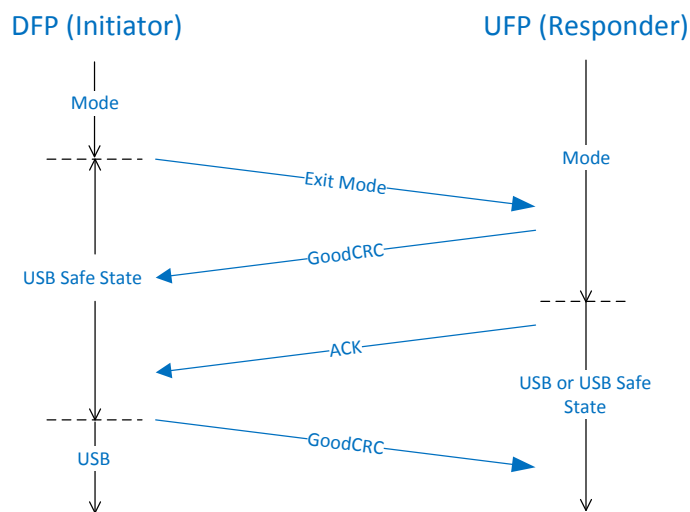 DFP (Initiator)
UFP (Responder)
Mode
Mode
Exit Mode
GoodCRC
USB Safe State
ACK
USB or USB Safe
State
GoodCRC
USB